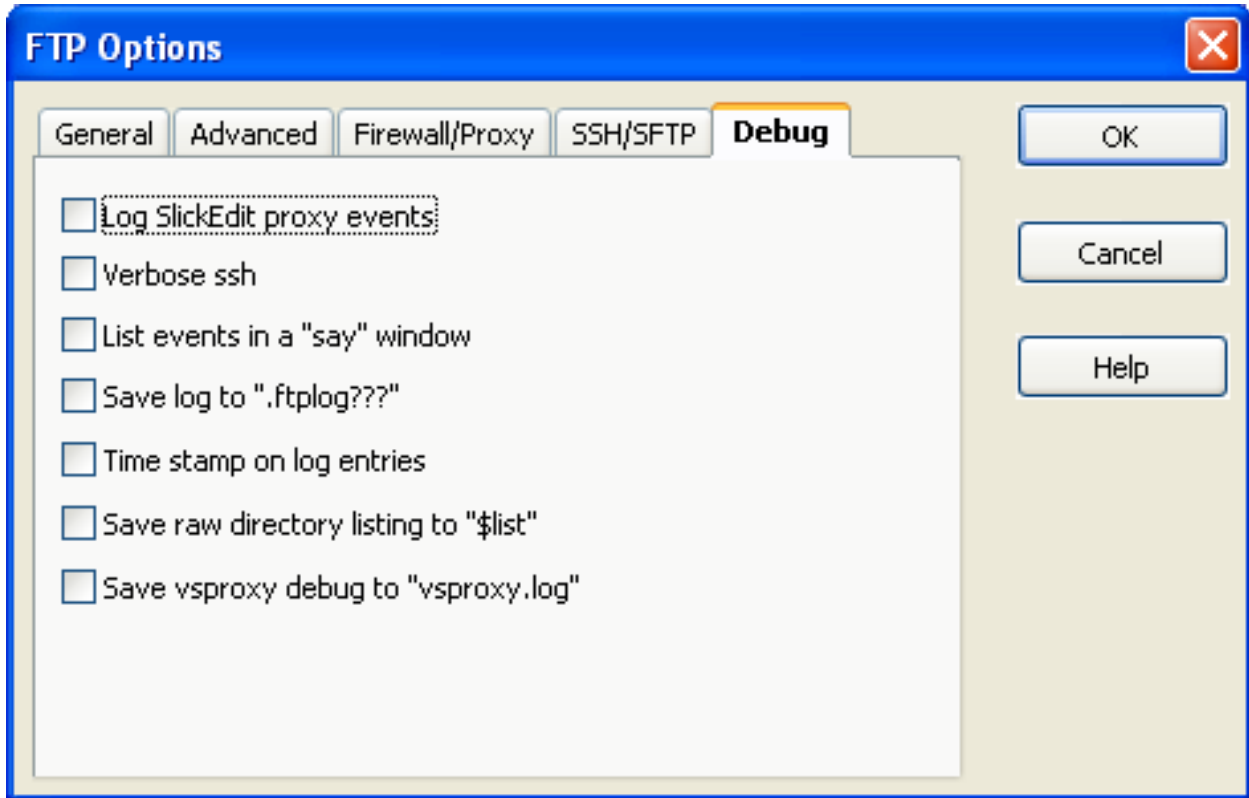 FTP Options
General Advanced Firewall/Proxy SSH/SFTP Debug
OK
Log SlickEdit proxy events
Verbose ssh
Cancel
List events in a "say" window
Help
Save log to ".ftplog???"
Time stamp on log entries
Save raw directory listing to "$list"
Save vsproxy debug to "vsproxy.log"